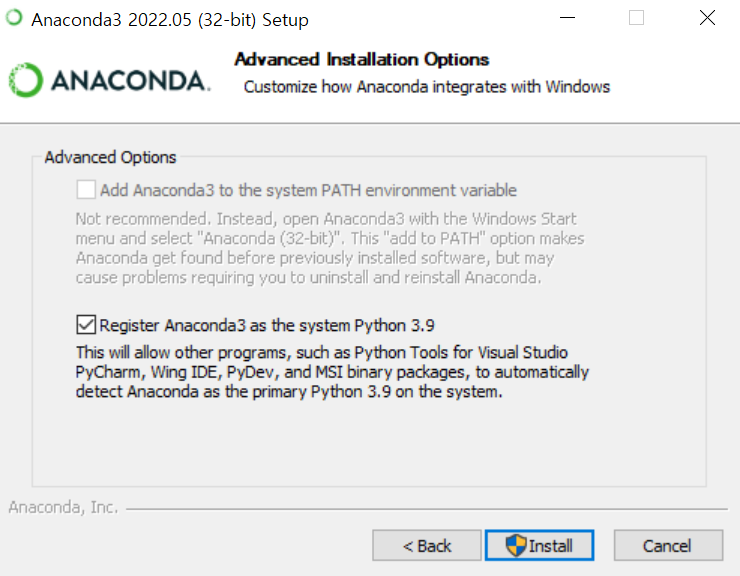 Anaconda3 2022.05 (32-bit) Setup
ANACONDA.
Advanced Installation Options
Customize how Anaconda integrates with Windows
Advanced Options
Add Anaconda3 to the system PATH environment variable
Not recommended. Instead, open Anaconda3 with the Windows Start
menu and select "Anaconda (32-bit)". This "add to PATH" option makes
Anaconda get found before previously installed software, but may
cause problems requiring you to uninstall and reinstall Anaconda.
Register Anaconda3 as the system Python 3.9
This will allow other programs, such as Python Tools for Visual Studio
PyCharm, Wing IDE, PyDev, and MSI binary packages, to automatically
detect Anaconda as the primary Python 3.9 on the system.
Anaconda, Inc.
< Back Install Cancel